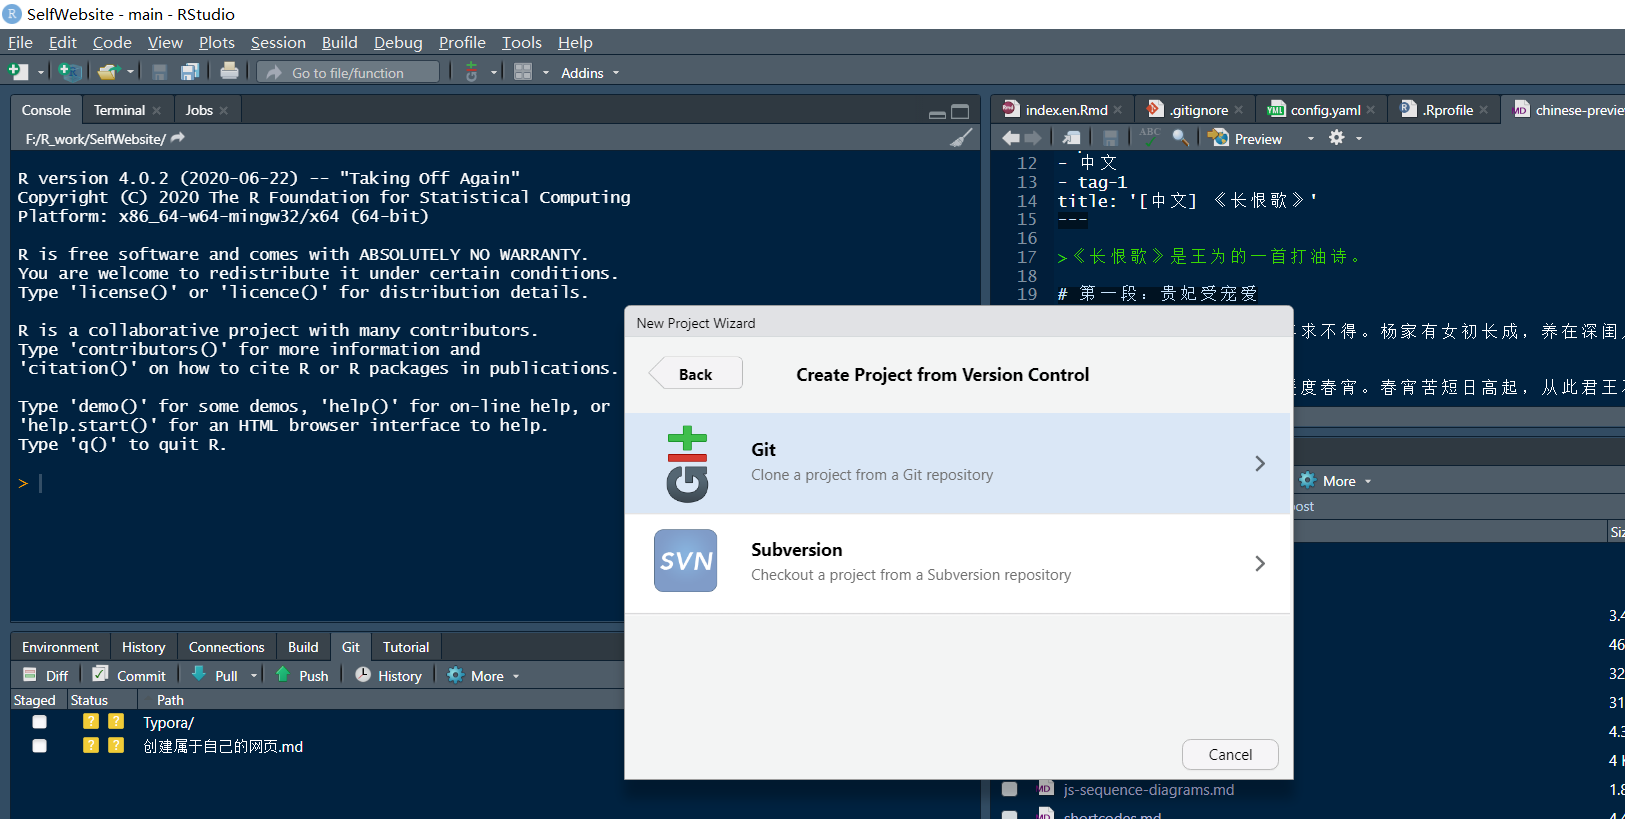 SelfWebsite - main - RStudio
File Edit Code View Plots Session Build Debug Profile Tools Help
Go to file/function Addins
Console Terminal Jobs
F:/R_work/SelfWebsite/
R version 4.0.2 (2020-06-22) -- "Taking Off Again"
Copyright (C) 2020 The R Foundation for Statistical Computing
Platform: x86_64-w64-mingw32/x64 (64-bit)
R is free software and comes with ABSOLUTELY NO WARRANTY.
You are welcome to redistribute it under certain conditions.
Type 'license()' or 'licence()' for distribution details.
R is a collaborative project with many contributors.
Type 'contributors()' for more information and
'citation()' on how to cite R or R packages in publications.
Type 'demo()' for some demos, 'help()' for on-line help, or
'help.start()' for an HTML browser interface to help.
Type 'q()' to quit R.
>
index.en.Rmd .gitignore config.yaml .Rprofile chinese-previe
ABC Preview
12 - 中文
13 - tag-1
14 title: '[中文] 《长恨歌》'
15 ---
16
17 >《长恨歌》是王为的一首打油诗。
18
19 # 第一段：贵妃受宠爱
求不得。杨家有女初长成，养在深闺
度春宵。春宵苦短日高起，从此君王
New Project Wizard
Back
Create Project from Version Control
Git
Clone a project from a Git repository
SVN
Subversion
Checkout a project from a Subversion repository
Cancel
More
ost
Siz
3.4
46
32
31
4.3
4 K
js-sequence-diagrams.md 1.8
shortcodes.md 4.4
Environment History Connections Build Git Tutorial
Diff Commit Pull Push History More
Staged Status Path
? ? Typora/
? ? 创建属于自己的网页.md